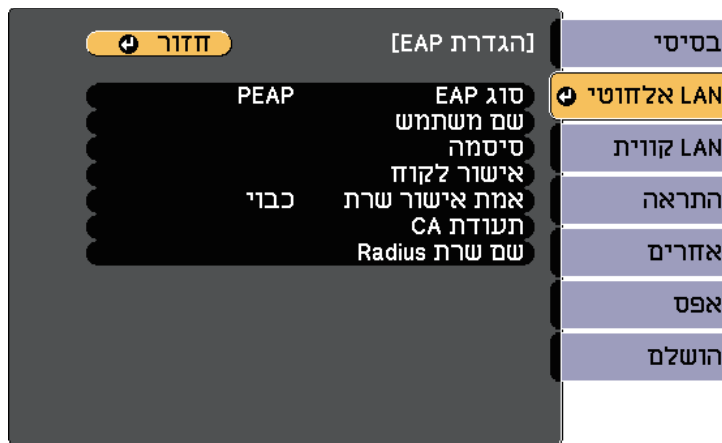 בסיסי
LAN אלחוטי
LAN קווית
התראה
אחרים
אפס
הושלם
[הגדרת EAP] חזור
סוג EAP PEAP
שם משתמש
סיסמה
אישור לקוח
אמת אישור שרת כבוי
תעודת CA
שם שרת Radius